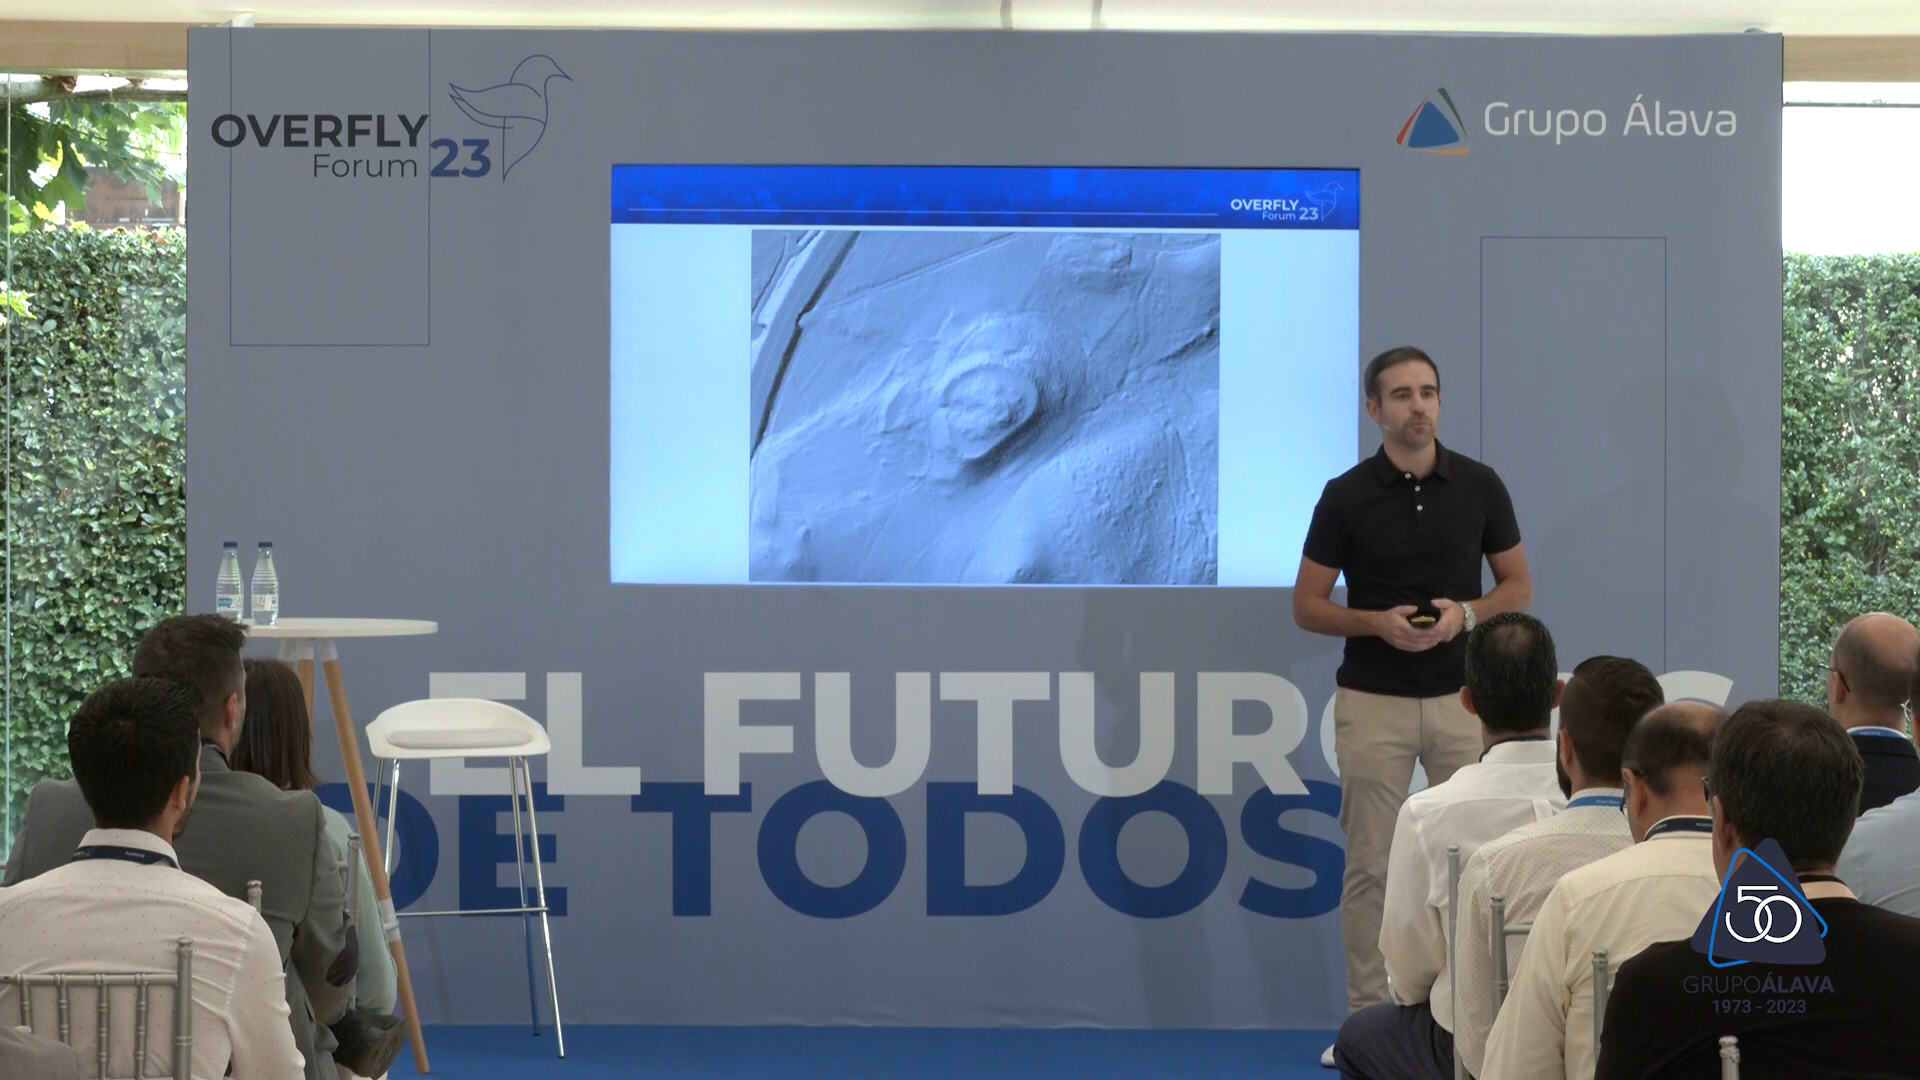 OVERFLY
Forum 23
Grupo Álava
OVERFLY
Forum 23
EL FUTURO
DE TODOS
50
GRUPOÁLAVA
1973 - 2023